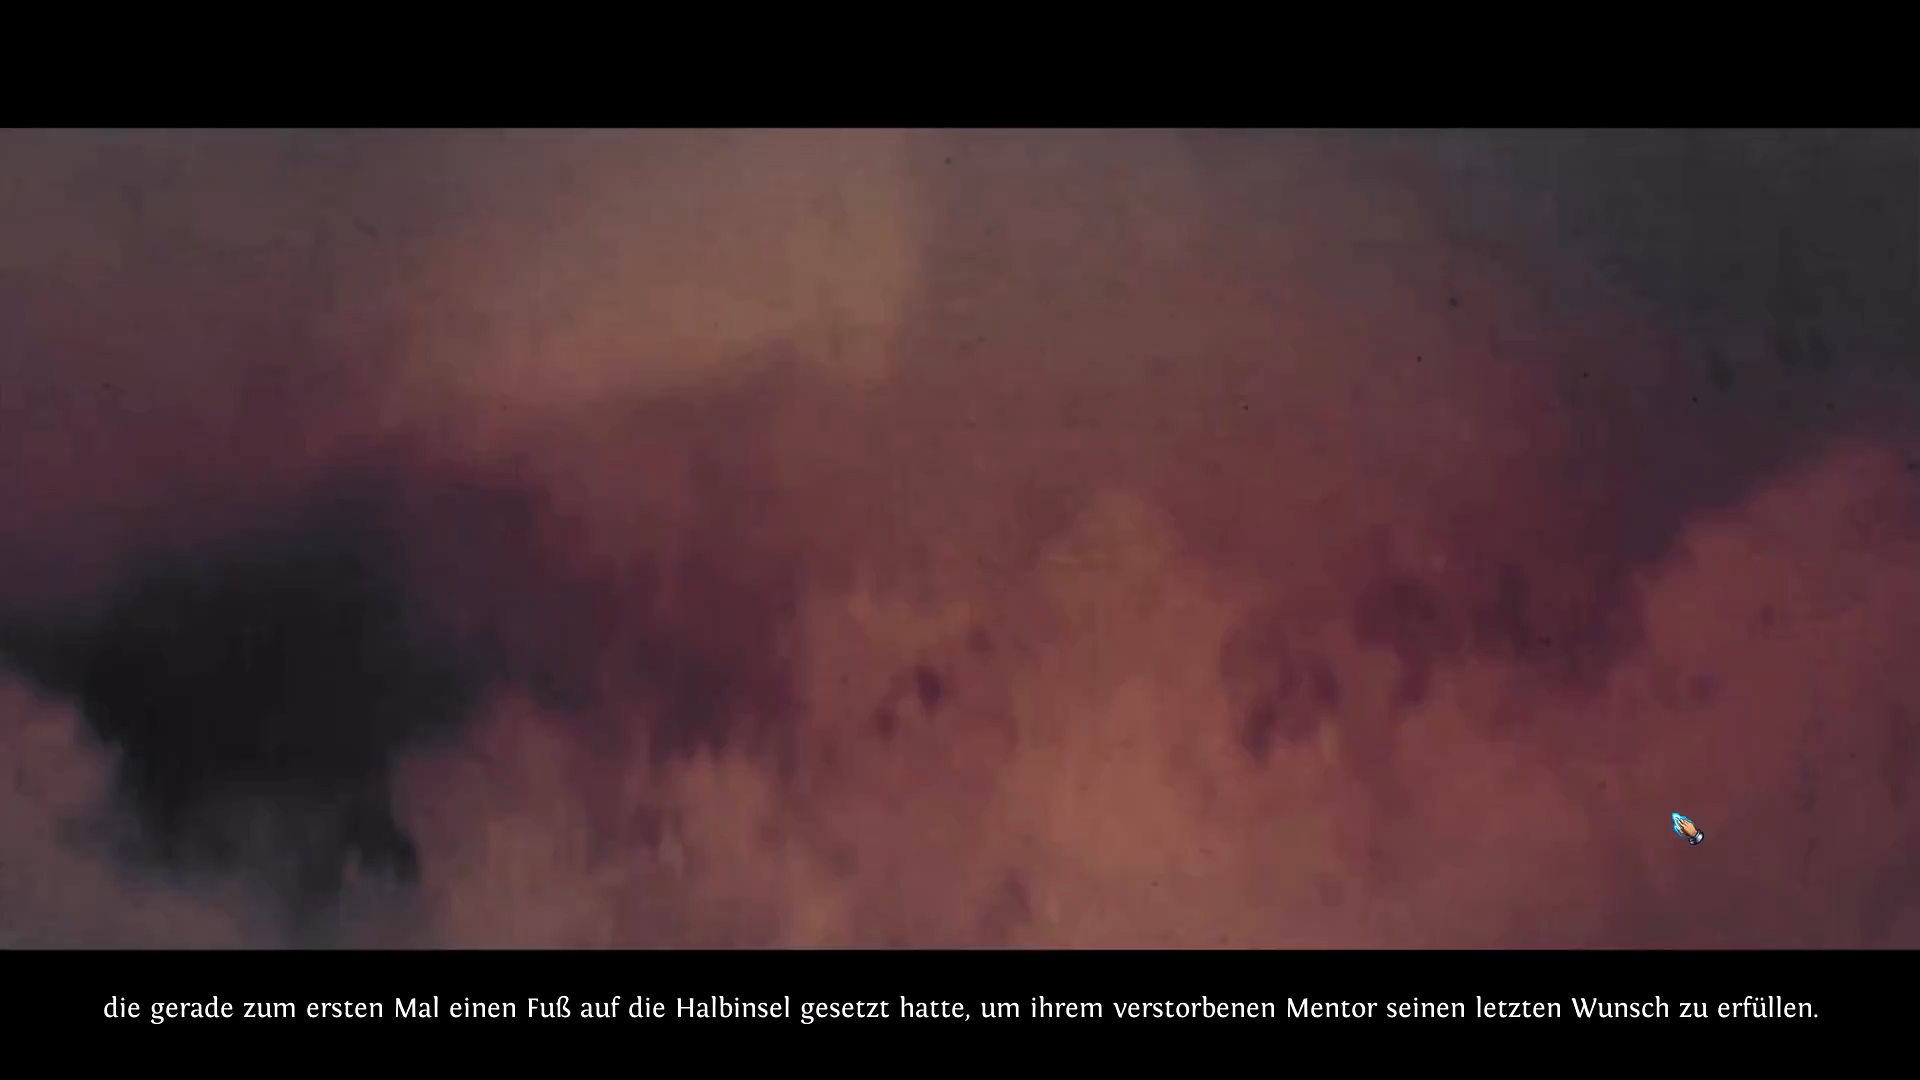 die gerade zum ersten Mal einen Fuß auf die Halbinsel gesetzt hatte, um ihrem verstorbenen Mentor seinen letzten Wunsch zu erfüllen.